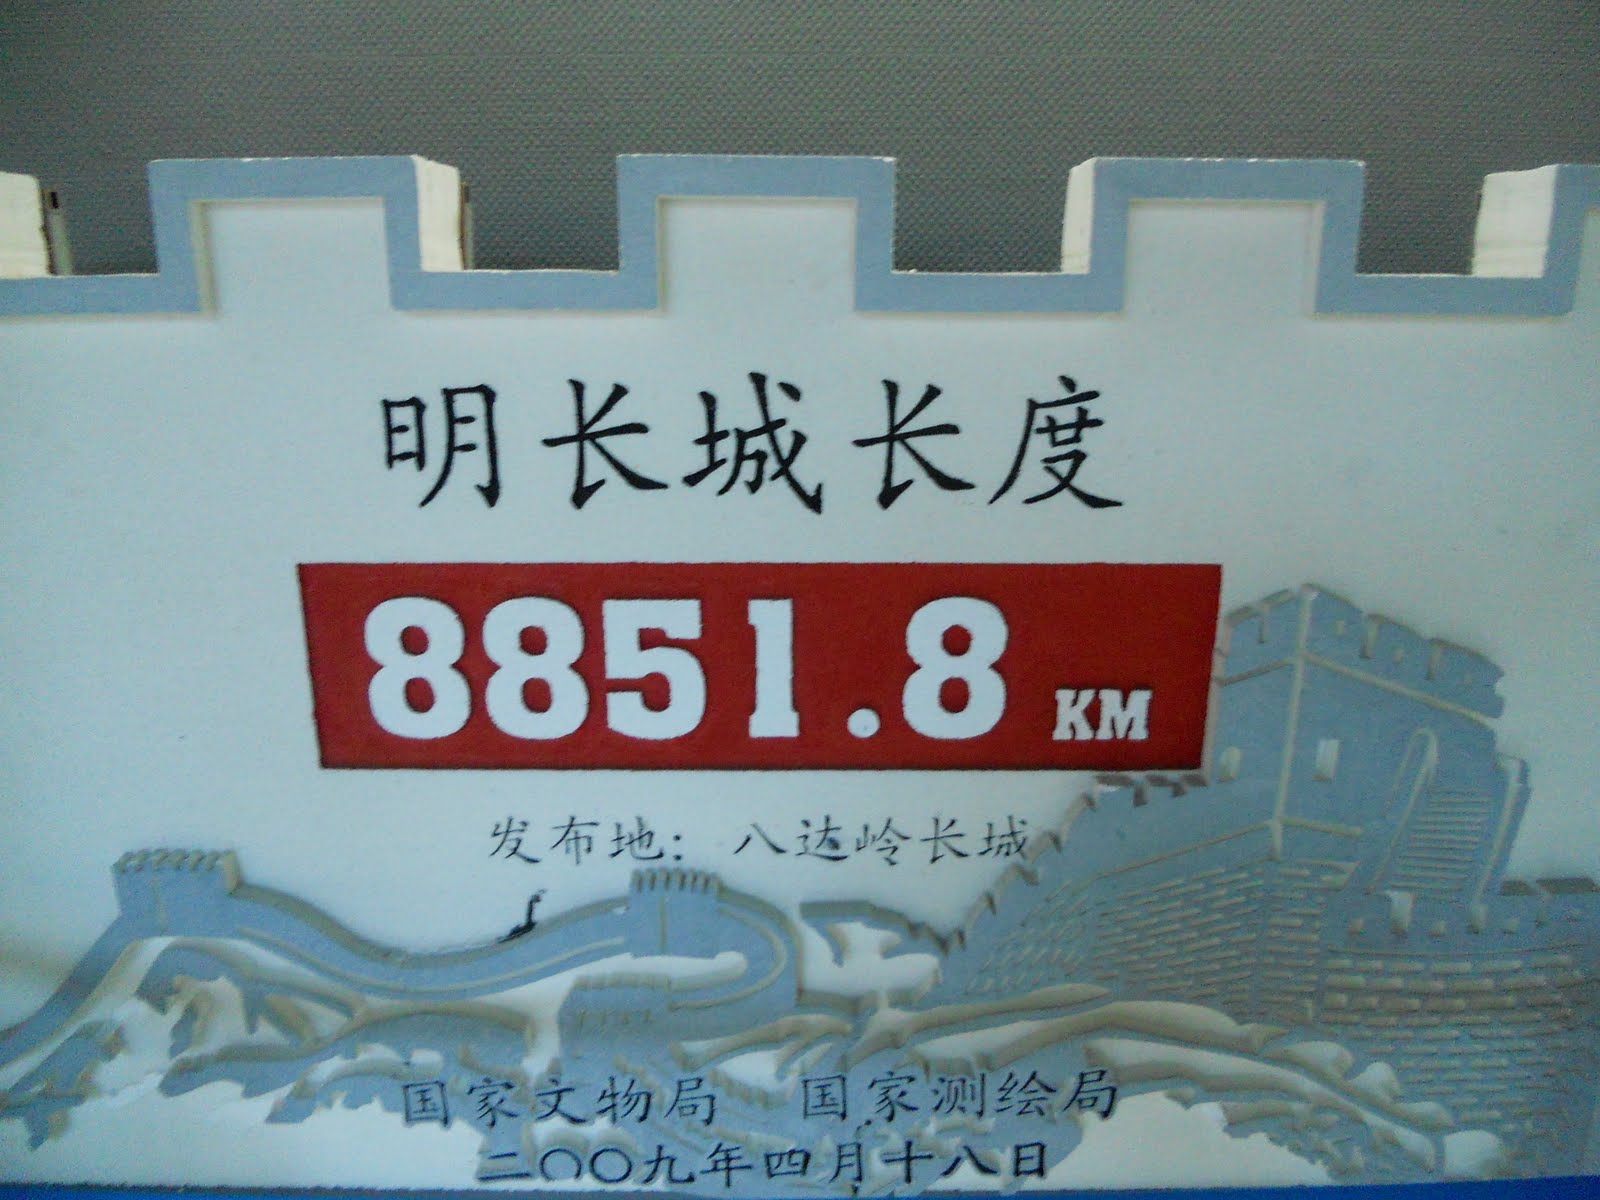 明长城长度
8851.8 KM
发布地：八达岭长城
国家文物局 国家测绘局
二〇〇九年四月十八日